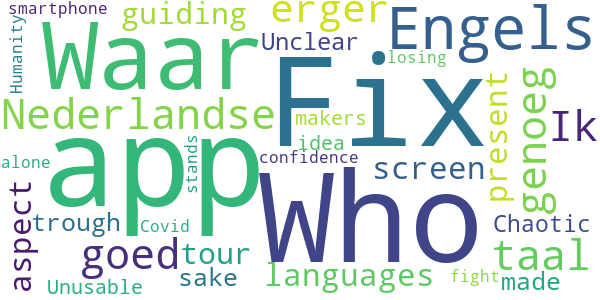 smartphone
Humanity
guiding
erger
Engels
Waar
Unclear
Fix
losing
Nederlandse
makers
present
genoeg
Ik
idea
app
stands
confidence
alone
Who
screen
aspect
trough
Covid
Chaotic
goed
tour
taal
sake
languages
fight
made
Unusable